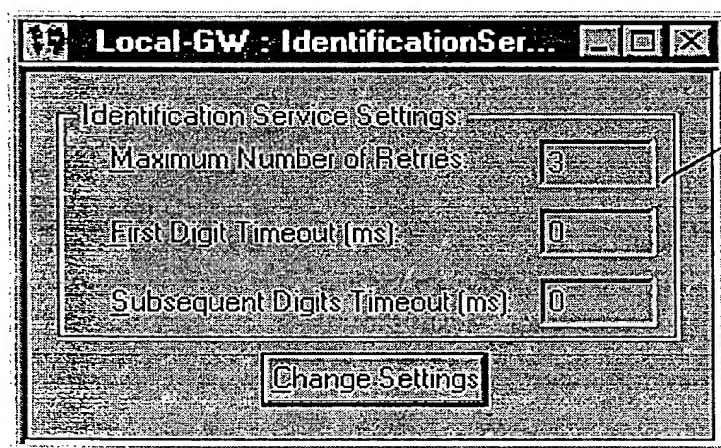 Local-GW : IdentificationSer...
Identification Service Settings:
Maximum Number of Retries: 3
First Digit Timeout (ms): 0
Subsequent Digits Timeout (ms) 0
Change Settings